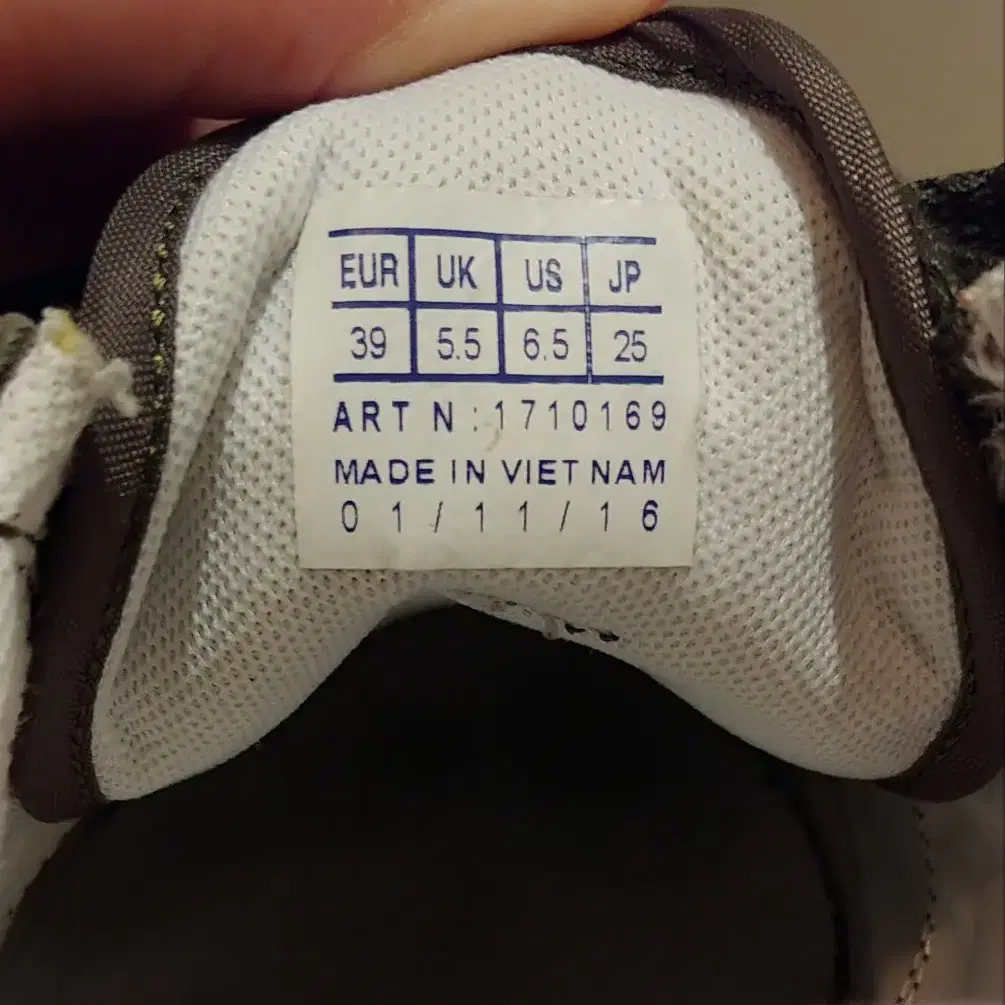 EUR UK US JP
39 5.5 6.5 25
ART N : 1710169
MADE IN VIET NAM
01/11/16